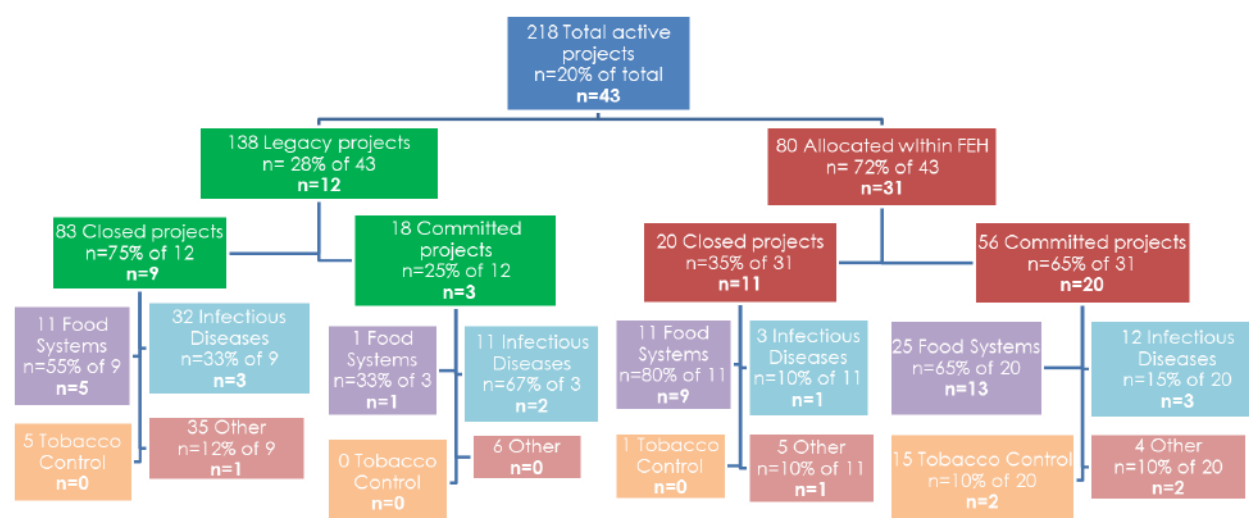 218 Total active
projects
n=20% of total
n=43
138 Legacy projects
n= 28% of 43
n=12
80 Allocated within FEH
n= 72% of 43
n=31
83 Closed projects
n=75% of 12
n=9
18 Committed
projects
n=25% of 12
n=3
20 Closed projects
n=35% of 31
n=11
56 Committed projects
n=65% of 31
n=20
11 Food
Systems
n=55% of 9
n=5
32 Infectious
Diseases
n=33% of 9
n=3
1 Food
Systems
n=33% of 3
n=1
11 Infectious
Diseases
n=67% of 3
n=2
11 Food
Systems
n=80% of 11
n=9
3 Infectious
Diseases
n=10% of 11
n=1
25 Food Systems
n=65% of 20
n=13
12 Infectious
Diseases
n=15% of 20
n=3
5 Tobacco
Control
n=0
35 Other
n=12% of 9
n=1
0 Tobacco
Control
n=0
6 Other
n=0
1 Tobacco
Control
n=0
5 Other
n=10% of 11
n=1
15 Tobacco Control
n=10% of 20
n=2
4 Other
n=10% of 20
n=2